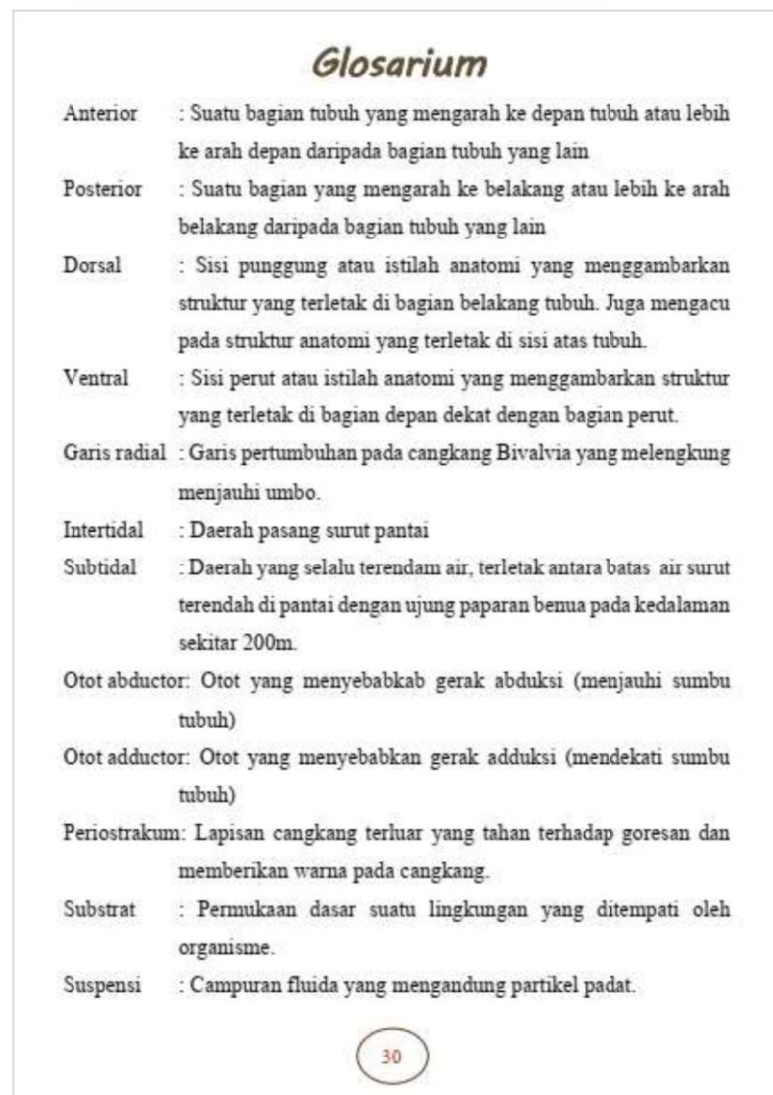 Glosarium
Anterior : Suatu bagian tubuh yang mengarah ke depan tubuh atau lebih
ke arah depan daripada bagian tubuh yang lain
Posterior : Suatu bagian yang mengarah ke belakang atau lebih ke arah
belakang daripada bagian tubuh yang lain
Dorsal : Sisi punggung atau istilah anatomi yang menggambarkan
struktur yang terletak di bagian belakang tubuh. Juga mengacu
pada struktur anatomi yang terletak di sisi atas tubuh.
Ventral : Sisi perut atau istilah anatomi yang menggambarkan struktur
yang terletak di bagian depan dekat dengan bagian perut.
Garis radial : Garis pertumbuhan pada cangkang Bivalvia yang melengkung
menjauhi umbo.
Intertidal : Daerah pasang surut pantai
Subtidal : Daerah yang selalu terendam air, terletak antara batas air surut
terendah di pantai dengan ujung paparan benua pada kedalaman
sekitar 200m.
Otot abductor: Otot yang menyebabkab gerak abduksi (menjauhi sumbu
tubuh)
Otot adductor: Otot yang menyebabkan gerak adduksi (mendekati sumbu
tubuh)
Periostrakum: Lapisan cangkang terluar yang tahan terhadap goresan dan
memberikan warna pada cangkang.
Substrat : Permukaan dasar suatu lingkungan yang ditempati oleh
organisme.
Suspensi : Campuran fluida yang mengandung partikel padat.
30